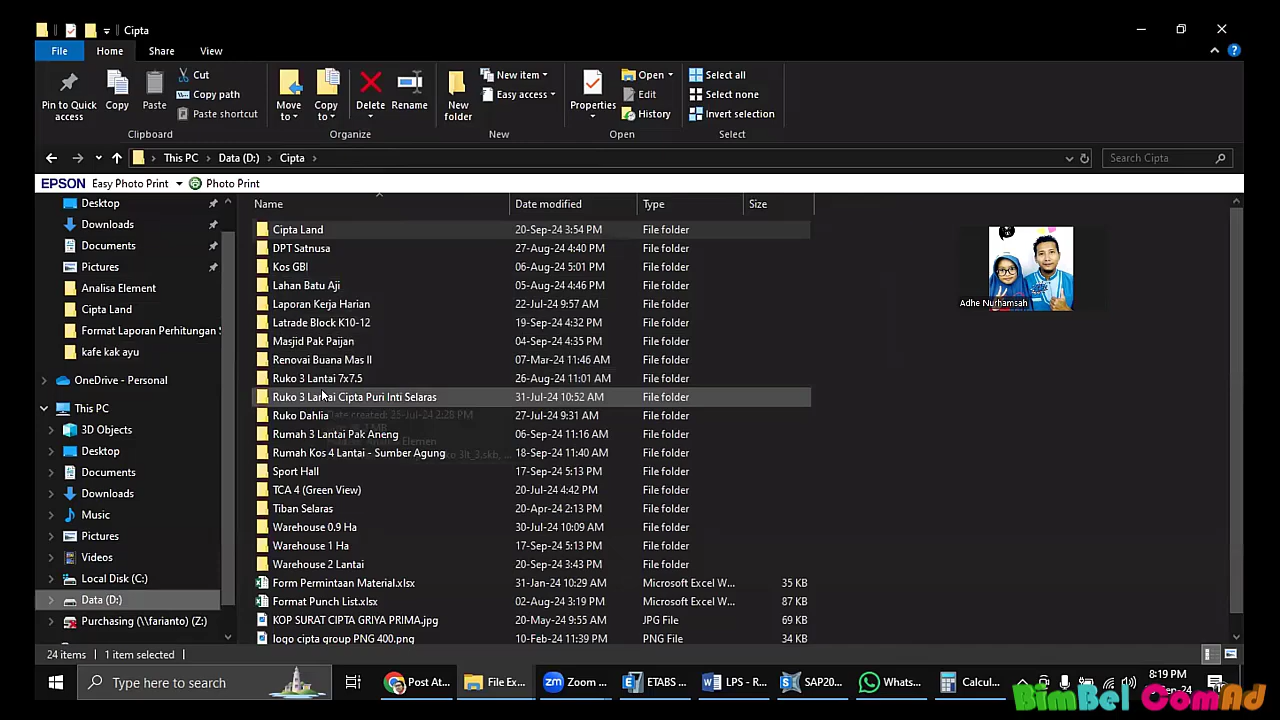 Cipta
File Home Share View
Pin to Quick access
Copy
Paste
Cut
Copy path
Paste shortcut
Clipboard
Move to
Copy to
Delete
Rename
Organize
New folder
New item
Easy access
New
Properties
Open
Edit
History
Open
Select all
Select none
Invert selection
Select
This PC > Data (D:) > Cipta >
Search Cipta
EPSON Easy Photo Print Photo Print
Desktop
Downloads
Documents
Pictures
Analisa Element
Cipta Land
Format Laporan Perhitungan S
kafe kak ayu
OneDrive - Personal
This PC
3D Objects
Desktop
Documents
Downloads
Music
Pictures
Videos
Local Disk (C:)
Data (D:)
Purchasing (\\farianto) (Z:)
Name Date modified Type Size
Cipta Land 20-Sep-24 3:54 PM File folder
DPT Satnusa 27-Aug-24 4:40 PM File folder
Kos GBI 06-Aug-24 5:01 PM File folder
Lahan Batu Aji 05-Aug-24 4:46 PM File folder
Laporan Kerja Harian 22-Jul-24 9:57 AM File folder
Latrade Block K10-12 19-Sep-24 4:32 PM File folder
Masjid Pak Paijan 04-Sep-24 4:35 PM File folder
Renovai Buana Mas II 07-Mar-24 11:46 AM File folder
Ruko 3 Lantai 7x7.5 26-Aug-24 11:01 AM File folder
Ruko 3 Lantai Cipta Puri Inti Selaras 31-Jul-24 10:52 AM File folder
Ruko Dahlia 27-Jul-24 9:31 AM File folder
Date created: 25-Jul-24 2:28 PM
Rumah 3 Lantai Pak Aneng 06-Sep-24 11:16 AM File folder
Rumah Kos 4 Lantai - Sumber Agung 18-Sep-24 11:40 AM File folder
Sport Hall 17-Sep-24 5:13 PM File folder
TCA 4 (Green View) 20-Jul-24 4:42 PM File folder
Tiban Selaras 20-Apr-24 2:13 PM File folder
Warehouse 0.9 Ha 30-Jul-24 10:09 AM File folder
Warehouse 1 Ha 17-Sep-24 5:13 PM File folder
Warehouse 2 Lantai 20-Sep-24 3:43 PM File folder
Form Permintaan Material.xlsx 31-Jan-24 10:29 AM Microsoft Excel W... 35 KB
Format Punch List.xlsx 02-Aug-24 3:19 PM Microsoft Excel W... 87 KB
KOP SURAT CIPTA GRIYA PRIMA.jpg 20-May-24 9:55 AM JPG File 69 KB
logo cipta group PNG 400.png 10-Feb-24 11:39 PM PNG File 34 KB
Adhe Nurhamsah
24 items 1 item selected
Type here to search
Post At...
File Ex...
Zoom ...
ETABS ...
LPS - R...
SAP20...
Whats...
Calcul...
8:19 PM
BimBel ComAd